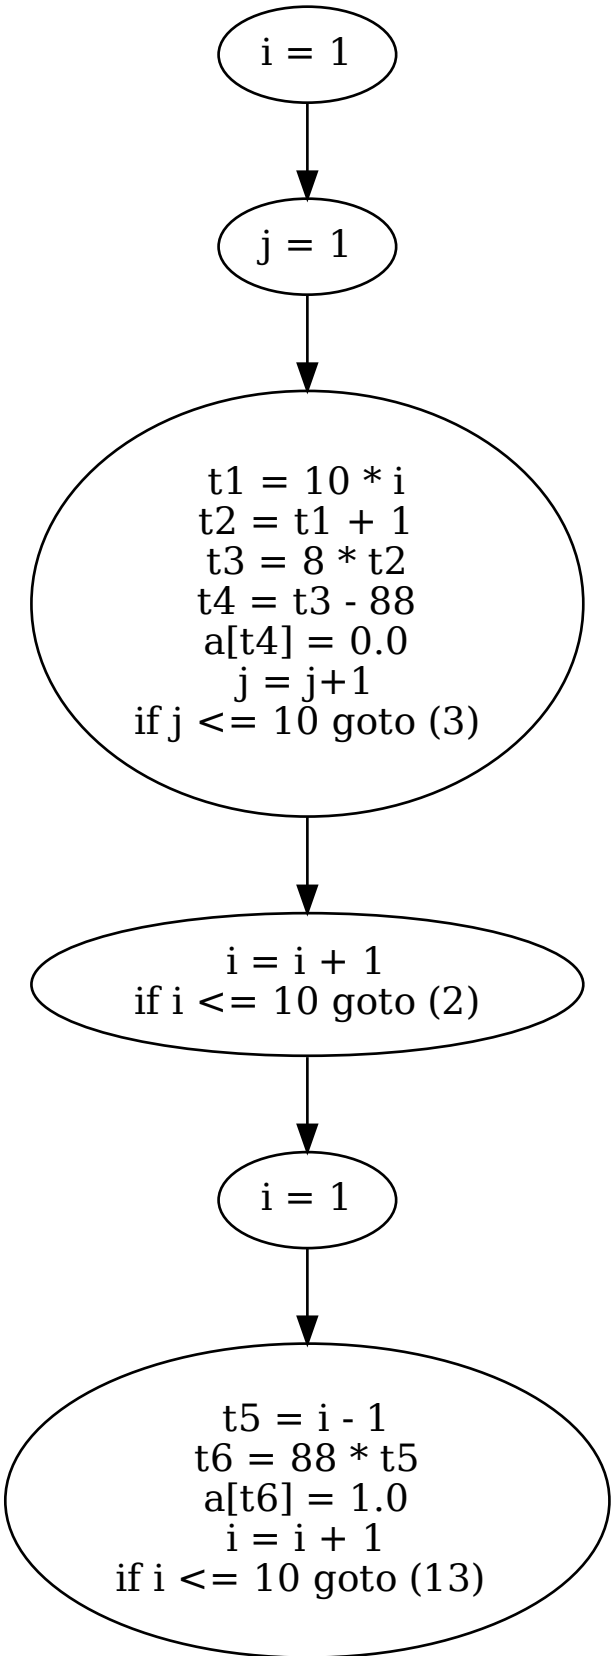 i = 1
j = 1
t1 = 10 * i
t2 = t1 + 1
t3 = 8 * t2
t4 = t3 - 88
a[t4] = 0.0
j = j+1
if j <= 10 goto (3)
i = i + 1
if i <= 10 goto (2)
i = 1
t5 = i - 1
t6 = 88 * t5
a[t6] = 1.0
i = i + 1
if i <= 10 goto (13)